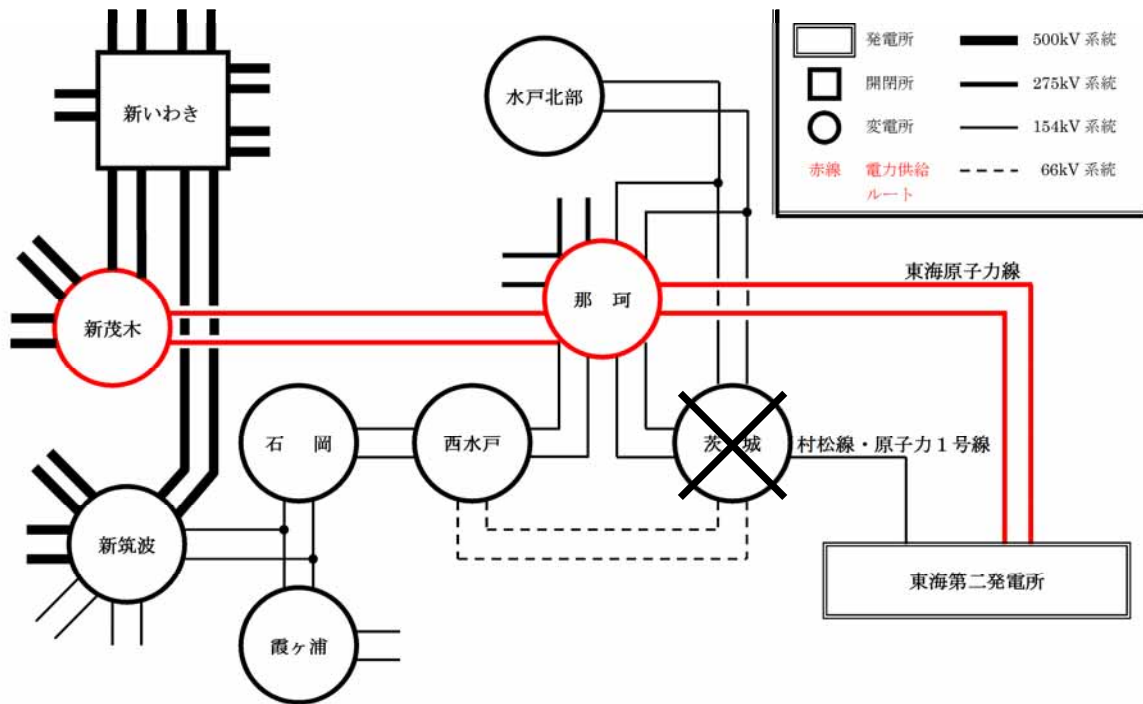 発電所
500kV 系統
開閉所
275kV 系統
変電所
154kV 系統
赤線
電力供給
ルート
66kV 系統
新いわき
水戸北部
東海原子力線
那 珂
新茂木
石 岡
西水戸
茨 城
村松線・原子力1号線
新筑波
東海第二発電所
霞ヶ浦